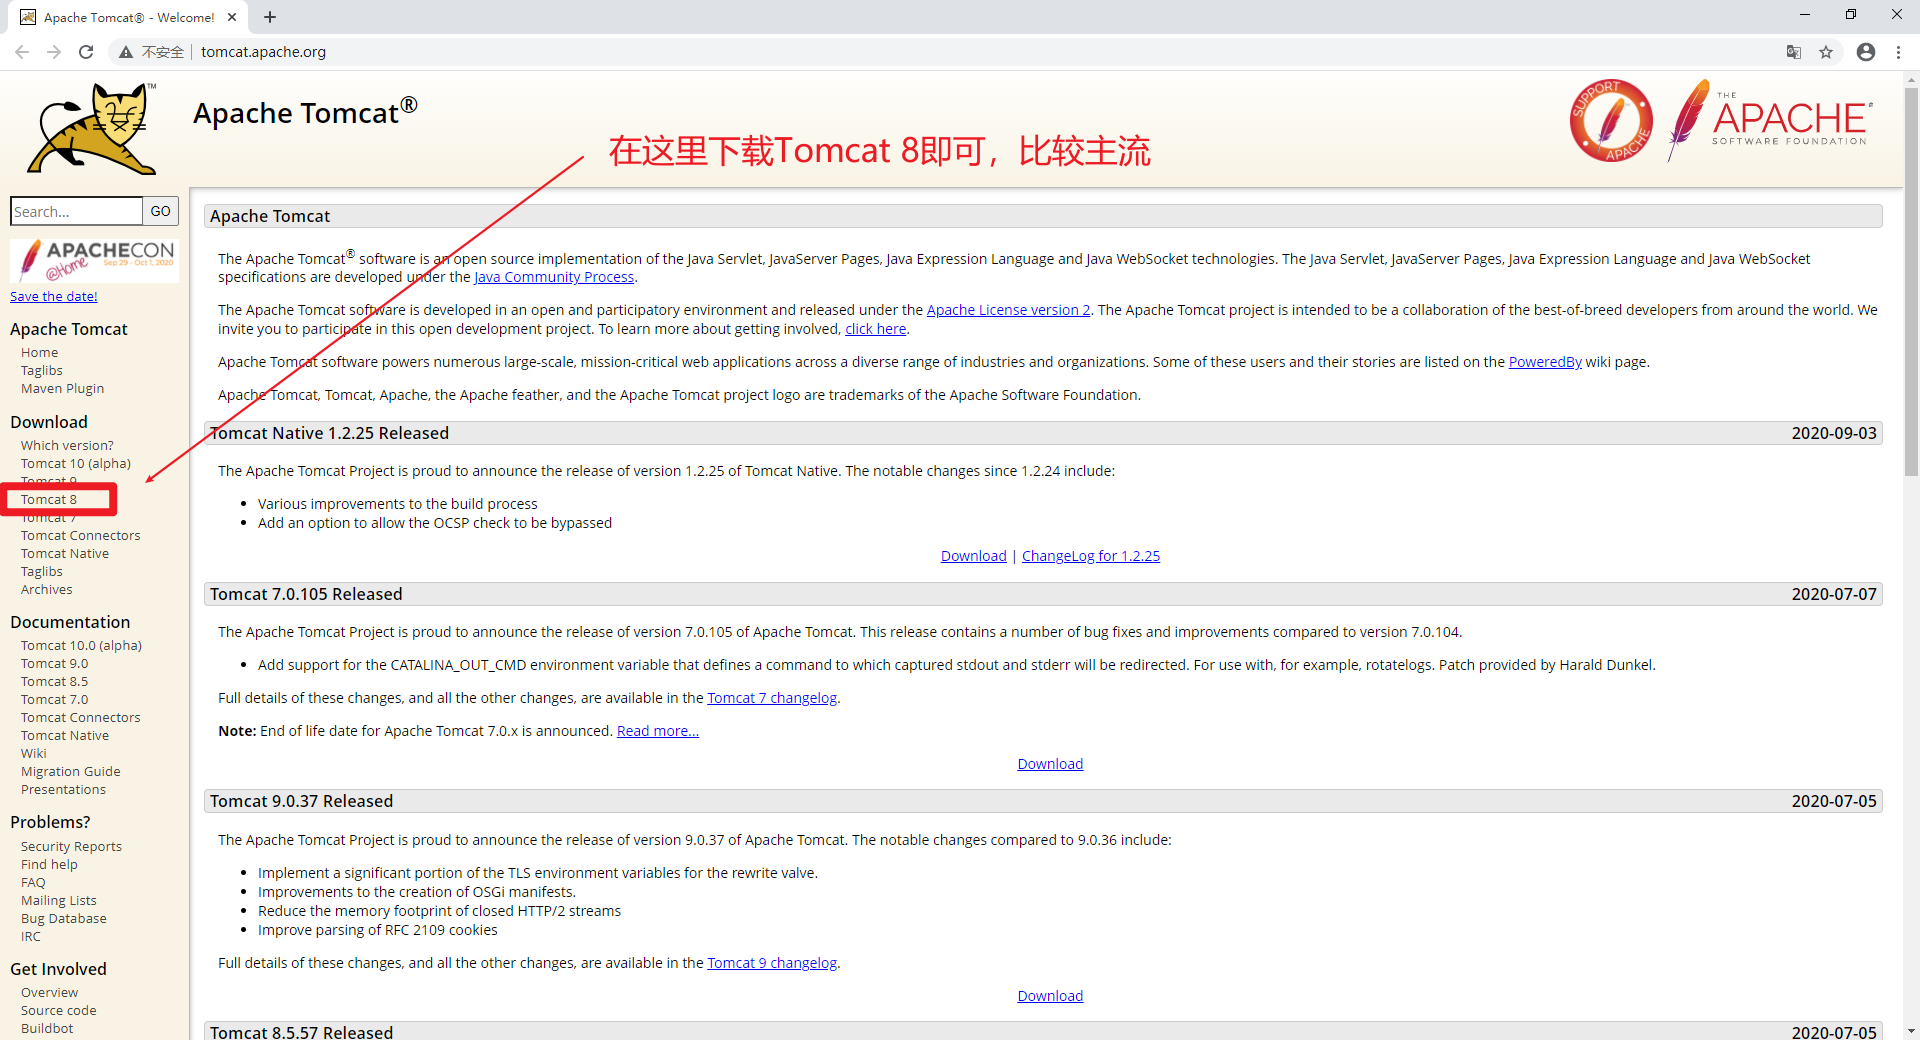 Apache Tomcat® - Welcome!
不安全 tomcat.apache.org
TM
Apache Tomcat®
在这里下载Tomcat 8即可，比较主流
SUPPORT APACHE
THE
APACHE®
SOFTWARE FOUNDATION
Search... GO
APACHECON
@Home Sep 29 - Oct 1, 2020
Save the date!
Apache Tomcat
Home
Taglibs
Maven Plugin
Download
Which version?
Tomcat 10 (alpha)
Tomcat 9
Tomcat 8
Tomcat 7
Tomcat Connectors
Tomcat Native
Taglibs
Archives
Documentation
Tomcat 10.0 (alpha)
Tomcat 9.0
Tomcat 8.5
Tomcat 7.0
Tomcat Connectors
Tomcat Native
Wiki
Migration Guide
Presentations
Problems?
Security Reports
Find help
FAQ
Mailing Lists
Bug Database
IRC
Get Involved
Overview
Source code
Buildbot
Apache Tomcat
The Apache Tomcat® software is an open source implementation of the Java Servlet, JavaServer Pages, Java Expression Language and Java WebSocket technologies. The Java Servlet, JavaServer Pages, Java Expression Language and Java WebSocket
specifications are developed under the Java Community Process.
The Apache Tomcat software is developed in an open and participatory environment and released under the Apache License version 2. The Apache Tomcat project is intended to be a collaboration of the best-of-breed developers from around the world. We
invite you to participate in this open development project. To learn more about getting involved, click here.
Apache Tomcat software powers numerous large-scale, mission-critical web applications across a diverse range of industries and organizations. Some of these users and their stories are listed on the PoweredBy wiki page.
Apache Tomcat, Tomcat, Apache, the Apache feather, and the Apache Tomcat project logo are trademarks of the Apache Software Foundation.
Tomcat Native 1.2.25 Released 2020-09-03
The Apache Tomcat Project is proud to announce the release of version 1.2.25 of Tomcat Native. The notable changes since 1.2.24 include:
• Various improvements to the build process
• Add an option to allow the OCSP check to be bypassed
Download | ChangeLog for 1.2.25
Tomcat 7.0.105 Released 2020-07-07
The Apache Tomcat Project is proud to announce the release of version 7.0.105 of Apache Tomcat. This release contains a number of bug fixes and improvements compared to version 7.0.104.
• Add support for the CATALINA_OUT_CMD environment variable that defines a command to which captured stdout and stderr will be redirected. For use with, for example, rotatelogs. Patch provided by Harald Dunkel.
Full details of these changes, and all the other changes, are available in the Tomcat 7 changelog.
Note: End of life date for Apache Tomcat 7.0.x is announced. Read more...
Download
Tomcat 9.0.37 Released 2020-07-05
The Apache Tomcat Project is proud to announce the release of version 9.0.37 of Apache Tomcat. The notable changes compared to 9.0.36 include:
• Implement a significant portion of the TLS environment variables for the rewrite valve.
• Improvements to the creation of OSGi manifests.
• Reduce the memory footprint of closed HTTP/2 streams
• Improve parsing of RFC 2109 cookies
Full details of these changes, and all the other changes, are available in the Tomcat 9 changelog.
Download
Tomcat 8.5.57 Released 2020-07-05